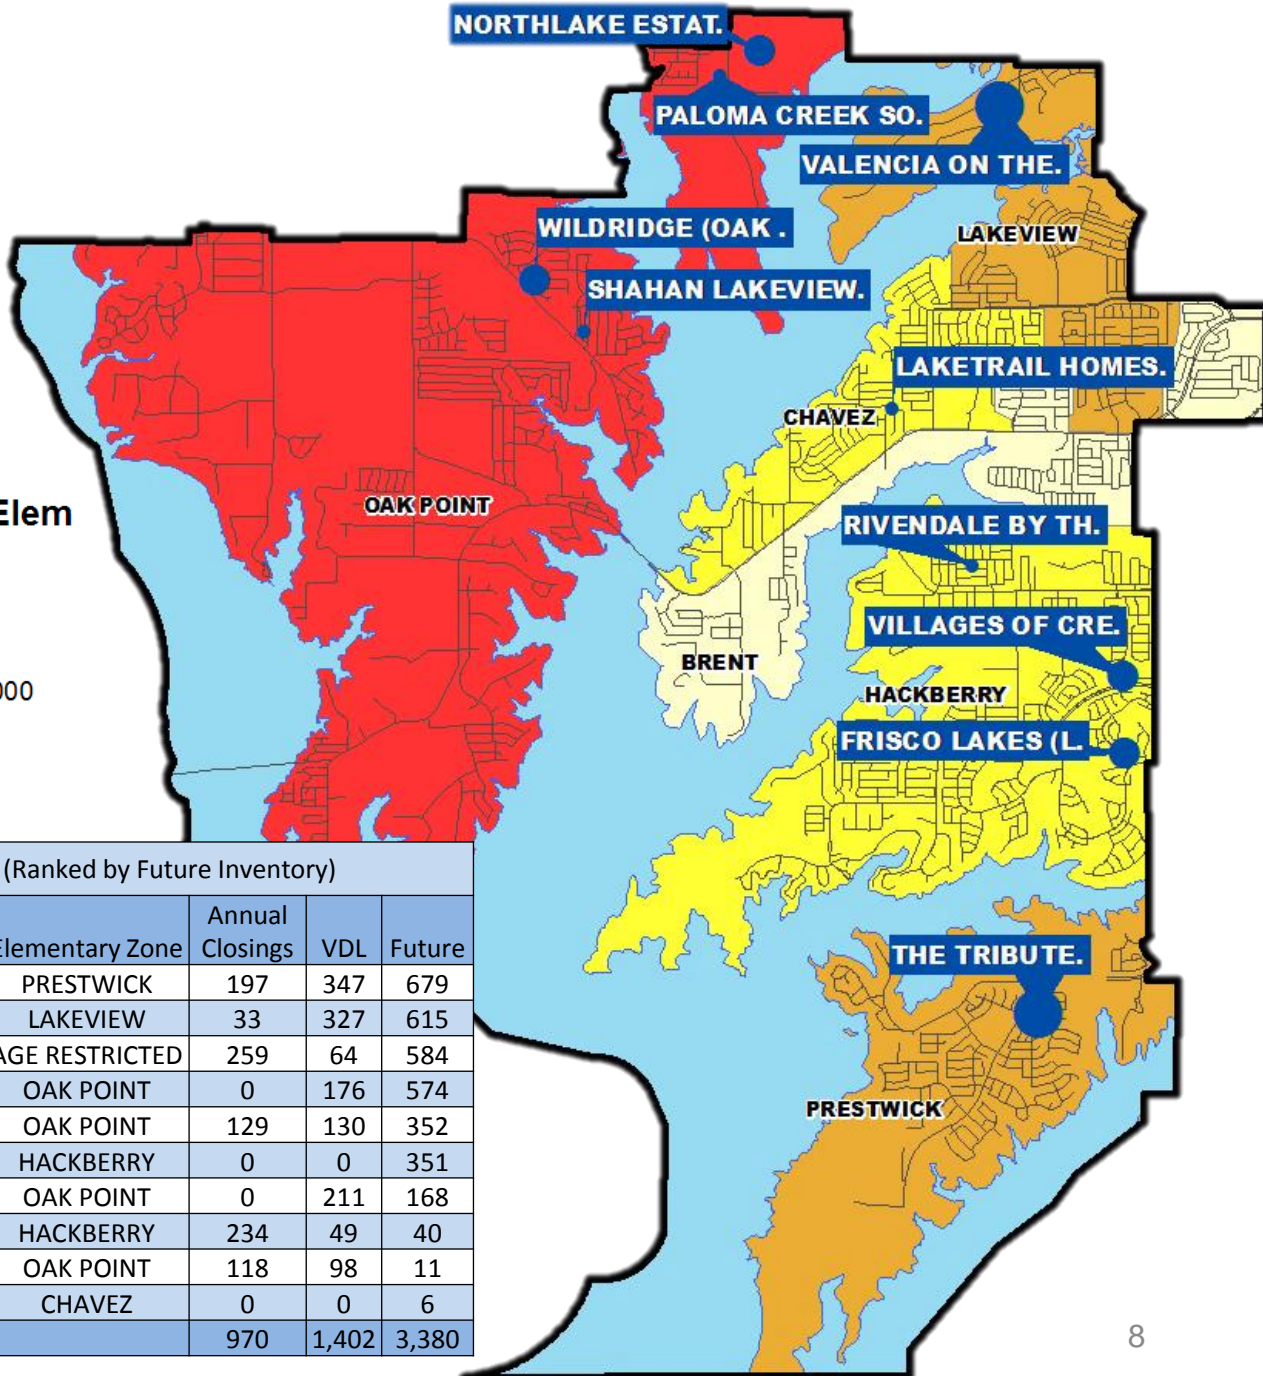 NORTHLAKE ESTAT.
PALOMA CREEK SO.
VALENCIA ON THE.
WILDRIDGE (OAK .
LAKEVIEW
SHAHAN LAKEVIEW.
LAKETRAIL HOMES.
CHAVEZ
OAK POINT
Elem
RIVENDALE BY TH.
VILLAGES OF CRE.
BRENT
000
HACKBERRY
FRISCO LAKES (L.
THE TRIBUTE.
PRESTWICK
(Ranked by Future Inventory)
Elementary Zone Annual Closings VDL Future
PRESTWICK 197 347 679
LAKEVIEW 33 327 615
AGE RESTRICTED 259 64 584
OAK POINT 0 176 574
OAK POINT 129 130 352
HACKBERRY 0 0 351
OAK POINT 0 211 168
HACKBERRY 234 49 40
OAK POINT 118 98 11
CHAVEZ 0 0 6
970 1,402 3,380
8